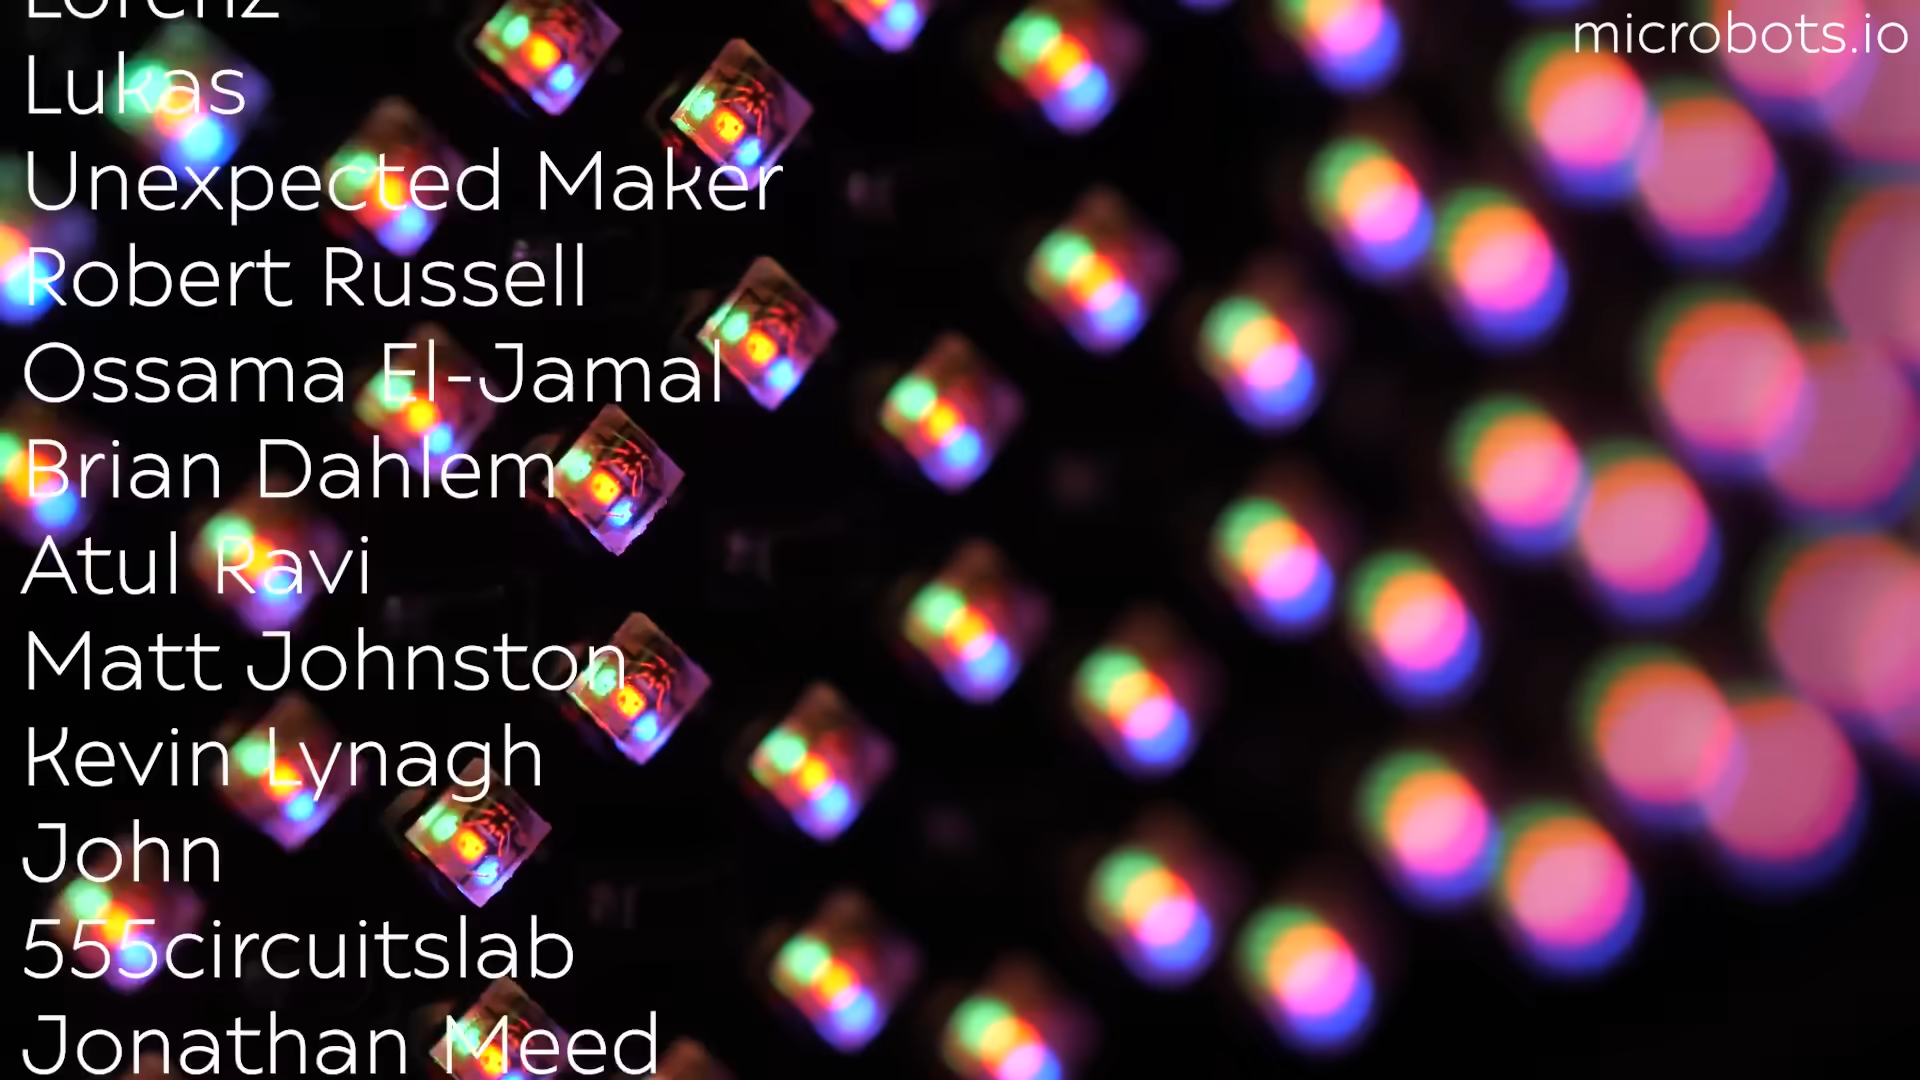 Lorenz
microbots.io
Lukas
Unexpected Maker
Robert Russell
Ossama El-Jamal
Brian Dahlem
Atul Ravi
Matt Johnston
Kevin Lynagh
John
555circuitslab
Jonathan Meed